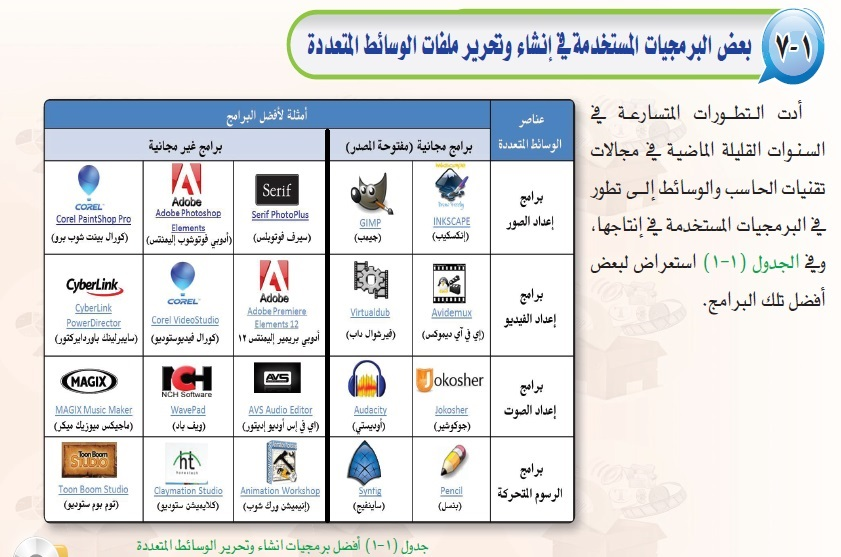 ١-٧ بعض البرمجيات المستخدمة في إنشاء وتحرير ملفات الوسائط المتعددة
أدت التطورات المتسارعة في
السنوات القليلة الماضية في مجالات
تقنيات الحاسب والوسائط إلى تطور
في البرمجيات المستخدمة في إنتاجها،
وفي الجدول (١-١) استعراض لبعض
أفضل تلك البرامج.
عناصر
الوسائط المتعددة
أمثلة لأفضل البرامج
برامج مجانية (مفتوحة المصدر)
برامج غير مجانية
برامج
إعداد الصور
INKSCAPE
(إنكسكيب)
GIMP
(جيمب)
Serif
Serif PhotoPlus
(سيرف فوتوبلس)
Adobe
Adobe Photoshop
Elements
(أدوبي فوتوشوب إليمنتس)
COREL
Corel PaintShop Pro
(كورال بينت شوب برو)
برامج
إعداد الفيديو
Avidemux
(إي في آي ديموكس)
Virtualdub
(فيرشوال داب)
Adobe
Adobe Premiere
Elements 12
أدوبي بريمير إليمنتس ١٢
COREL
Corel VideoStudio
(كورال فيديوستوديو)
CyberLink
CyberLink
PowerDirector
(سايبرلينك باوردايركتور)
برامج
إعداد الصوت
Jokosher
Jokosher
(جوكوشير)
Audacity
(أوديستي)
AVS
AVS Audio Editor
(اي في إس أوديو إديتور)
NCH
NCH Software
WavePad
(ويف باد)
MAGIX
MAGIX Music Maker
(ماجيكس ميوزيك ميكر)
برامج
الرسوم المتحركة
Pencil
(بنسل)
Synfig
(ساينفيج)
Animation Workshop
(إنيميشن ورك شوب)
ht
Claymation Studio
(كلايميشن ستوديو)
Toon Boom
STUDIO
Toon Boom Studio
(توم بوم ستوديو)
جدول (١-١) أفضل برمجيات انشاء وتحرير الوسائط المتعددة